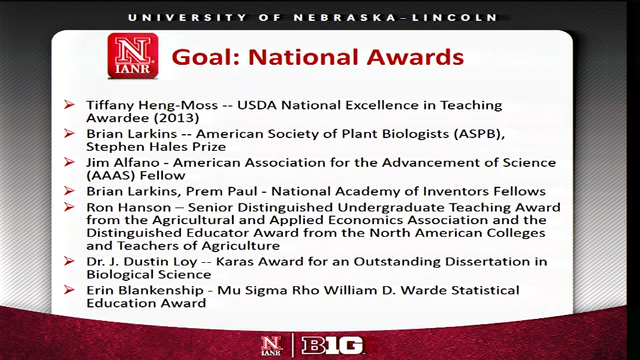 UNIVERSITY OF NEBRASKA–LINCOLN
N
IANR
Goal: National Awards
Tiffany Heng-Moss -- USDA National Excellence in Teaching
Awardee (2013)
Brian Larkins -- American Society of Plant Biologists (ASPB),
Stephen Hales Prize
Jim Alfano - American Association for the Advancement of Science
(AAAS) Fellow
Brian Larkins, Prem Paul - National Academy of Inventors Fellows
Ron Hanson – Senior Distinguished Undergraduate Teaching Award
from the Agricultural and Applied Economics Association and the
Distinguished Educator Award from the North American Colleges
and Teachers of Agriculture
Dr. J. Dustin Loy -- Karas Award for an Outstanding Dissertation in
Biological Science
Erin Blankenship - Mu Sigma Rho William D. Warde Statistical
Education Award
N
IANR
B1G